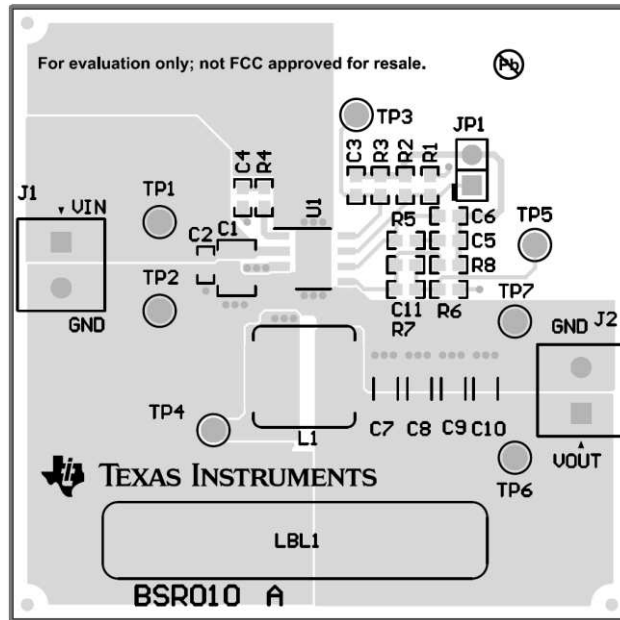 For evaluation only; not FCC approved for resale.
Pb
TP3
JP1
C4 R4
C3 R3 R2 R1
J1
VIN
TP1
U1
C6
TP5
R5
C2 C1
C5
R8
TP2
GND
C11 R6
R7
TP7
GND J2
TP4
L1
C7 C8 C9 C10
VOUT
TP6
TEXAS INSTRUMENTS
LBL1
BSR010 A